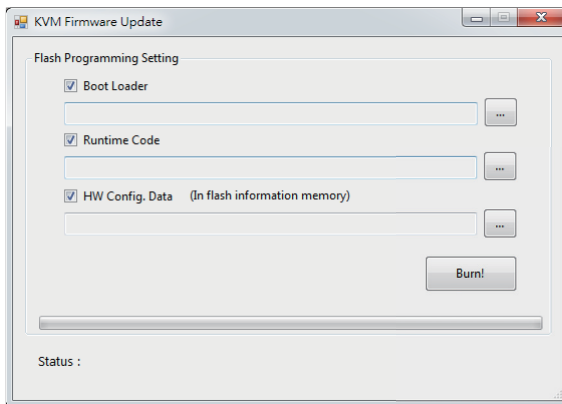 KVM Firmware Update
Flash Programming Setting
Boot Loader
...
Runtime Code
...
HW Config. Data (In flash information memory)
...
Burn!
Status :